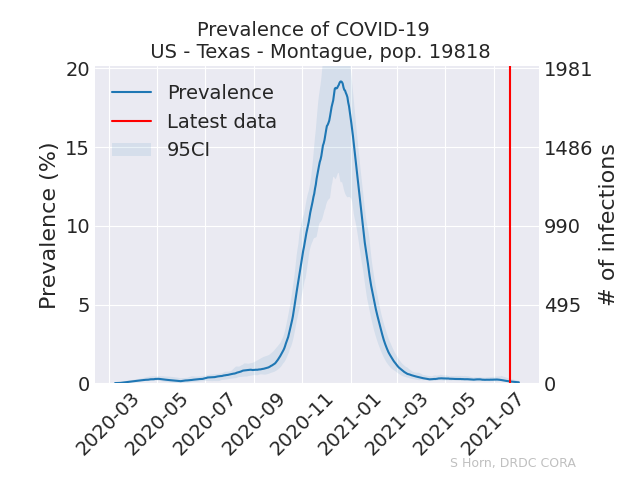 Prevalence of COVID-19
US - Texas - Montague, pop. 19818
Prevalence
Latest data
95CI
Prevalence (%)
20
15
10
5
0
1981
1486
990
495
0
# of infections
2020-03
2020-05
2020-07
2020-09
2020-11
2021-01
2021-03
2021-05
2021-07
S Horn, DRDC CORA